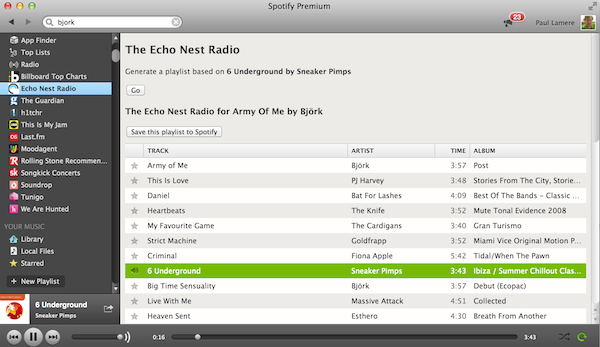 Spotify Premium
bjork
23
Paul Lamere
App Finder
Top Lists
Radio
Billboard Top Charts
Echo Nest Radio
The Guardian
h1tchr
This Is My Jam
Last.fm
Moodagent
Rolling Stone Recommen...
Songkick Concerts
Soundrop
Tunigo
We Are Hunted
YOUR MUSIC
Library
Local Files
Starred
New Playlist
6 Underground
Sneaker Pimps
The Echo Nest Radio
Generate a playlist based on 6 Underground by Sneaker Pimps
Go
The Echo Nest Radio for Army Of Me by Björk
Save this playlist to Spotify
TRACK ARTIST TIME ALBUM
Army of Me Björk 3:57 Post
This Is Love PJ Harvey 3:48 Stories From The City, Storie...
Daniel Bat For Lashes 4:09 Best Of The Bands – Classic ...
Heartbeats The Knife 3:52 Mute Tonal Evidence 2008
My Favourite Game The Cardigans 3:40 Gran Turismo
Strict Machine Goldfrapp 3:52 Miami Vice Original Motion P...
Criminal Fiona Apple 5:42 Tidal/When The Pawn
6 Underground Sneaker Pimps 3:43 Ibiza / Summer Chillout Clas...
Big Time Sensuality Björk 3:57 Debut (Ecopac)
Live With Me Massive Attack 4:51 Collected
Heaven Sent Esthero 4:30 Breath From Another
0:16
3:43